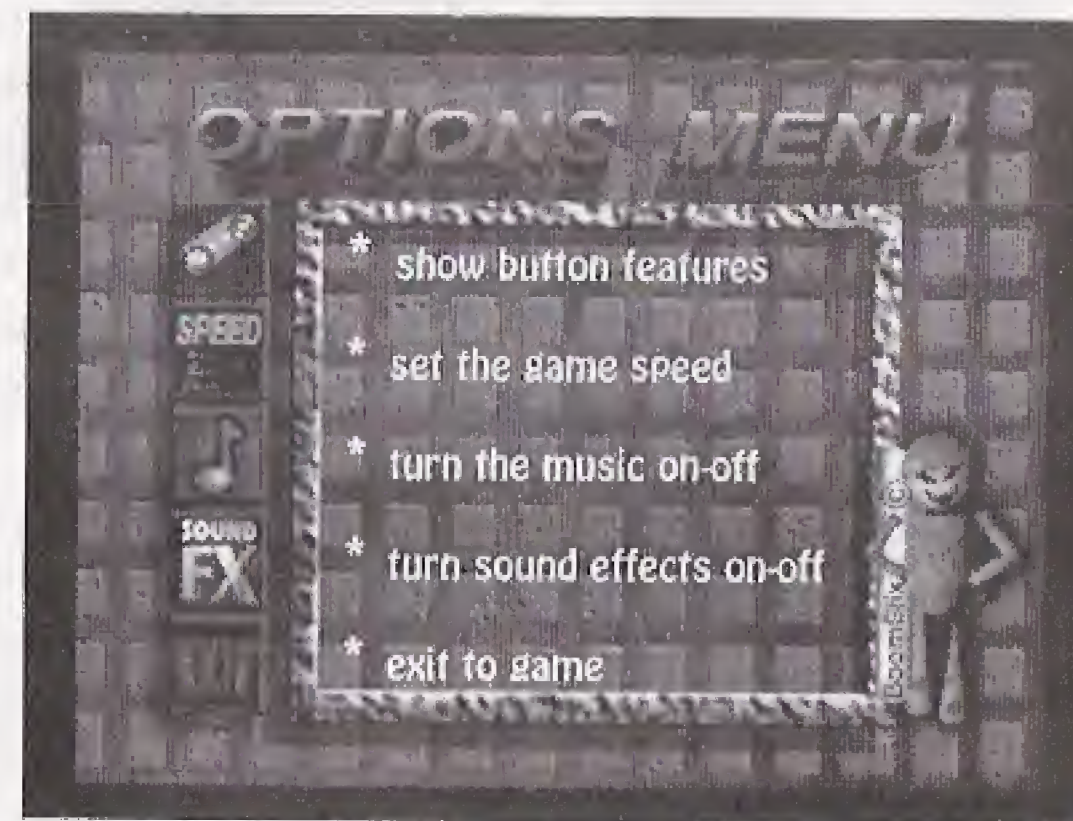 OPTIONS MENU
* show button features
SPEED
* set the game speed
* turn the music on-off
SOUND
FX
* turn sound effects on-off
* exit to game